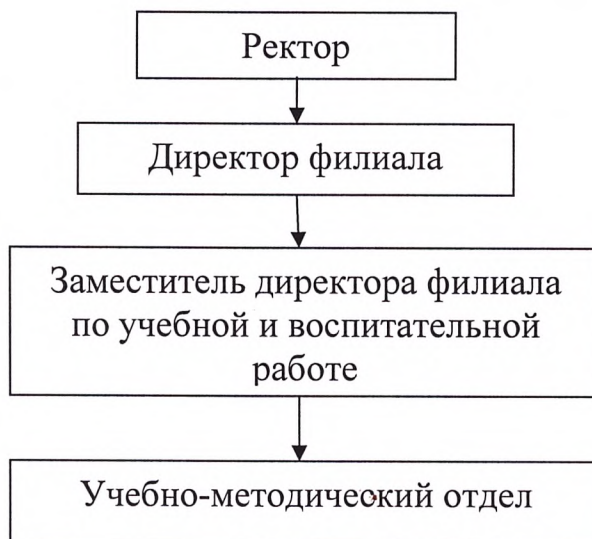 Ректор
Директор филиала
Заместитель директора филиала
по учебной и воспитательной
работе
Учебно-методический отдел